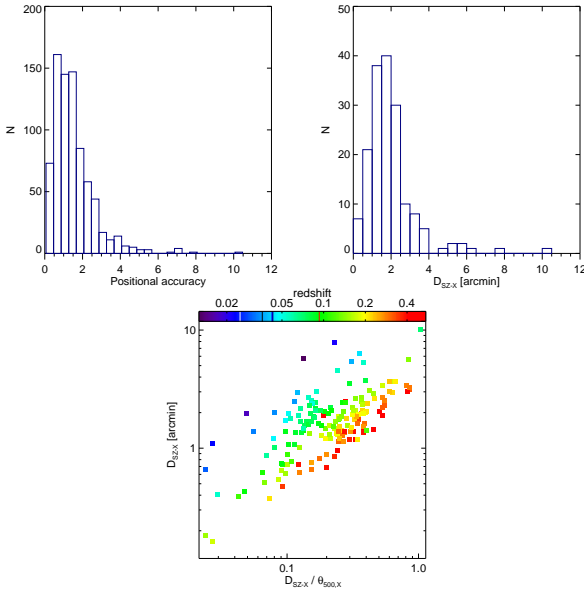 200
150
100
50
0
N
0 2 4 6 8 10 12
Positional accuracy
50
40
30
20
10
0
N
0 2 4 6 8 10 12
D_SZ-X [arcmin]
redshift
0.02 0.05 0.1 0.2 0.4
10
1
D_SZ-X [arcmin]
0.1 1.0
D_SZ-X / θ_500,X